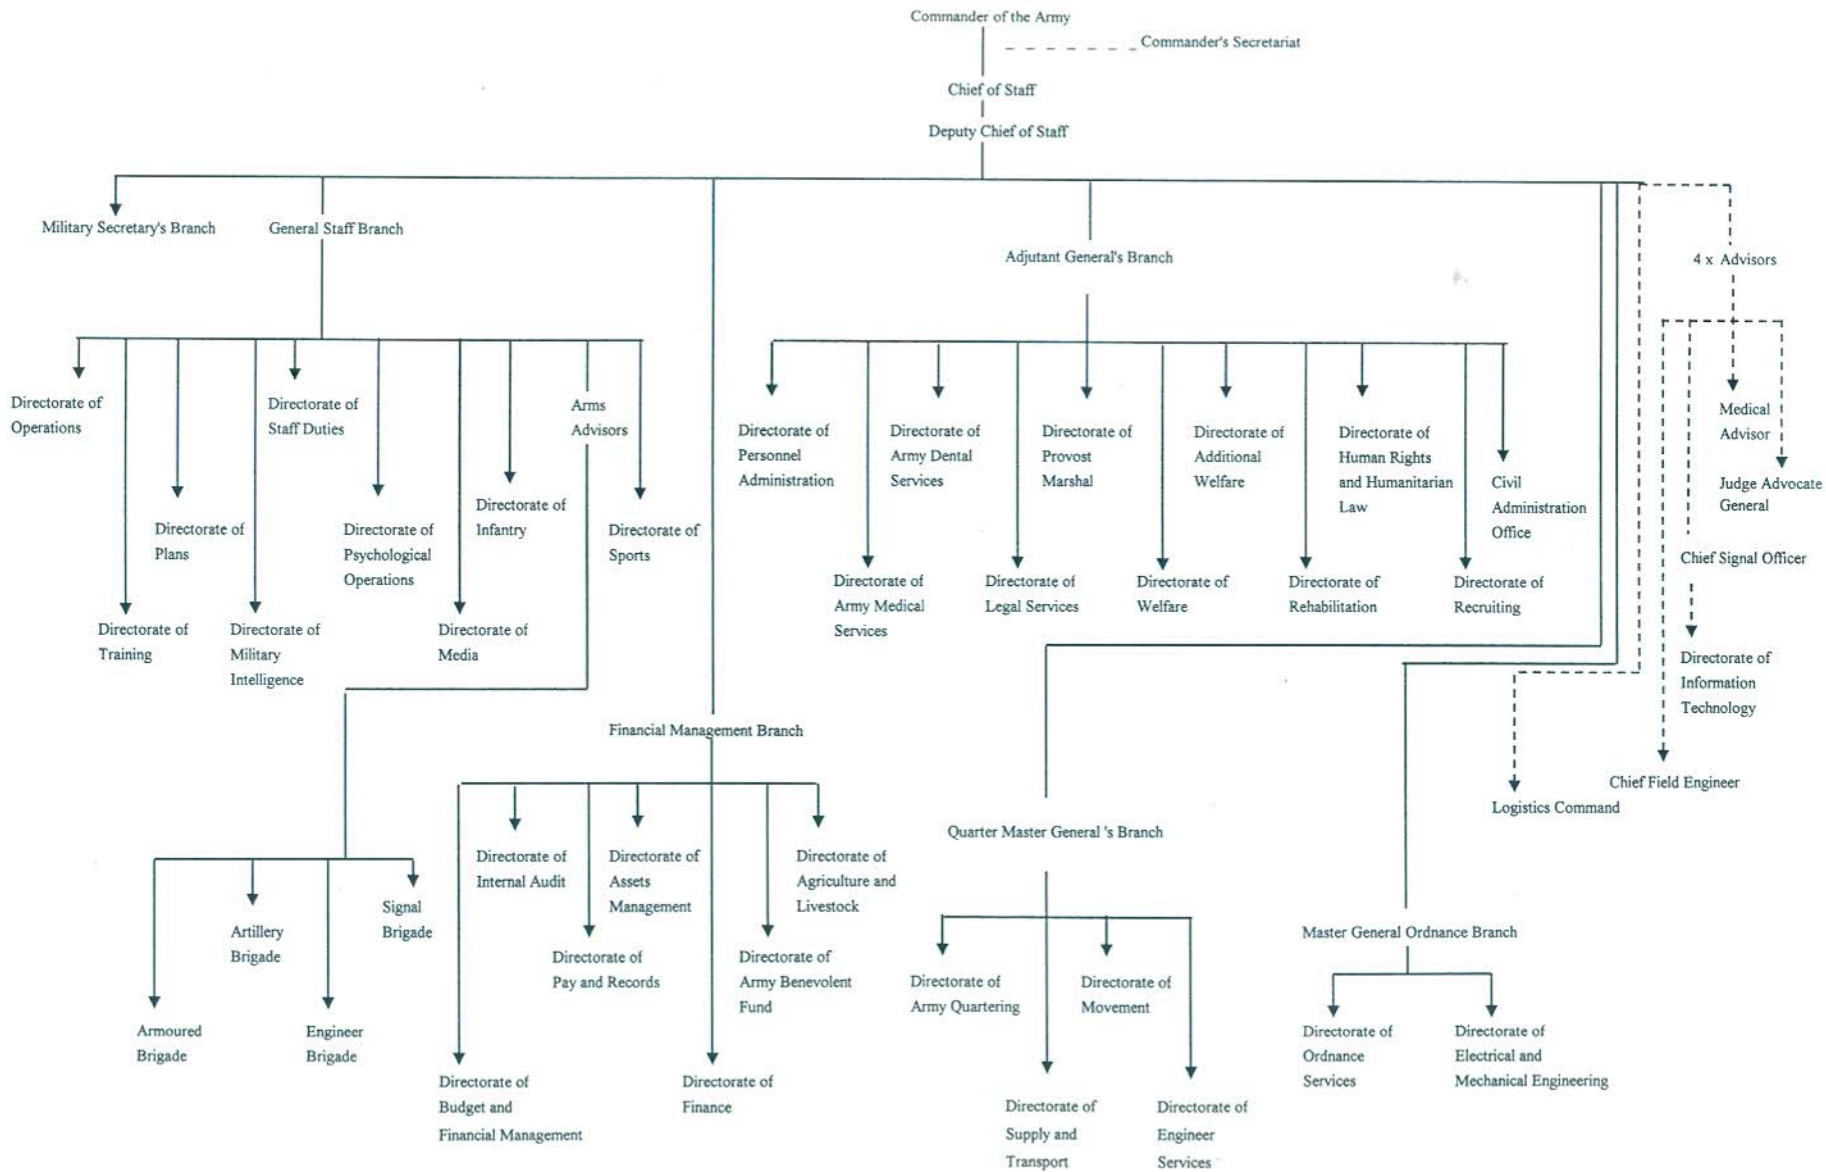 Commander of the Army
Commander's Secretariat
Chief of Staff
Deputy Chief of Staff
Military Secretary's Branch
General Staff Branch
Adjutant General's Branch
4 x Advisors
Directorate of
Operations
Directorate of
Staff Duties
Arms
Advisors
Directorate of
Plans
Directorate of
Psychological
Operations
Directorate of
Infantry
Directorate of
Sports
Directorate of
Training
Directorate of
Military
Intelligence
Directorate of
Media
Directorate of
Personnel
Administration
Directorate of
Army Dental
Services
Directorate of
Provost
Marshal
Directorate of
Additional
Welfare
Directorate of
Human Rights
and Humanitarian
Law
Civil
Administration
Office
Directorate of
Army Medical
Services
Directorate of
Legal Services
Directorate of
Welfare
Directorate of
Rehabilitation
Directorate of
Recruiting
Medical
Advisor
Judge Advocate
General
Chief Signal Officer
Directorate of
Information
Technology
Chief Field Engineer
Logistics Command
Financial Management Branch
Directorate of
Internal Audit
Directorate of
Assets
Management
Directorate of
Agriculture and
Livestock
Directorate of
Pay and Records
Directorate of
Army Benevolent
Fund
Directorate of
Budget and
Financial Management
Directorate of
Finance
Signal
Brigade
Artillery
Brigade
Armoured
Brigade
Engineer
Brigade
Quarter Master General 's Branch
Directorate of
Army Quartering
Directorate of
Movement
Directorate of
Supply and
Transport
Directorate of
Engineer
Services
Master General Ordnance Branch
Directorate of
Ordnance
Services
Directorate of
Electrical and
Mechanical Engineering